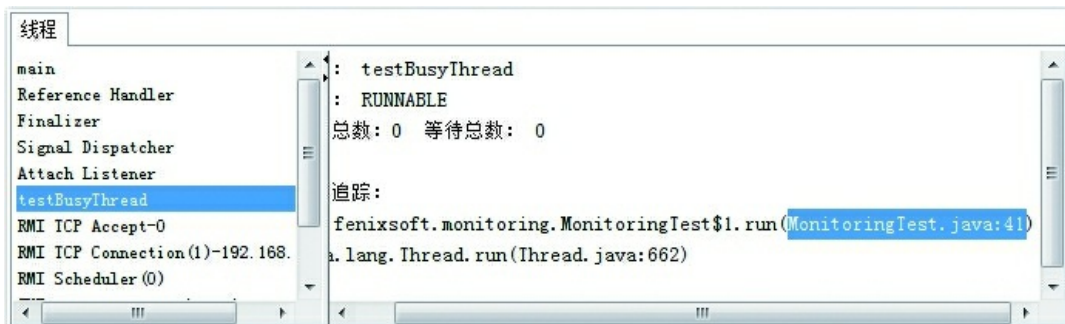 线程
main
Reference Handler
Finalizer
Signal Dispatcher
Attach Listener
testBusyThread
RMI TCP Accept-0
RMI TCP Connection(1)-192.168.
RMI Scheduler(0)
: testBusyThread
: RUNNABLE
总数: 0 等待总数: 0
追踪:
fenixsoft.monitoring.MonitoringTest$1.run(MonitoringTest.java:41)
a.lang.Thread.run(Thread.java:662)